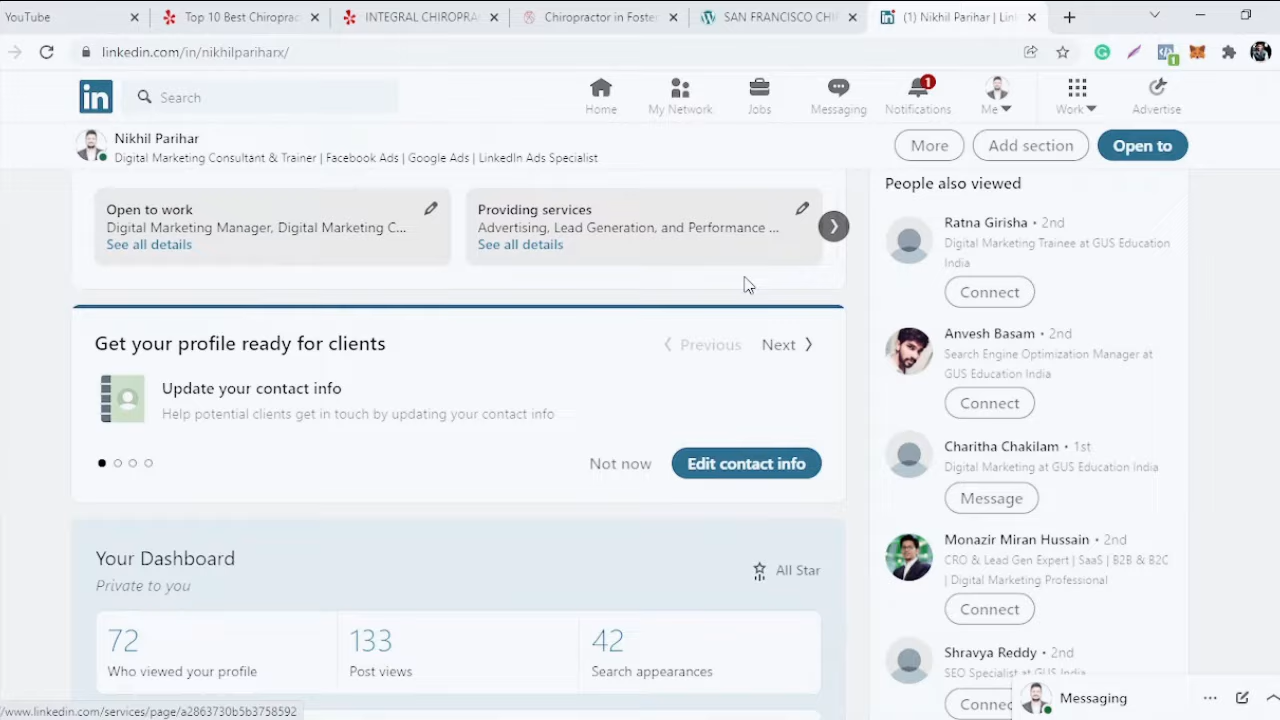 YouTube
Top 10 Best Chiroprac
INTEGRAL CHIROPRA
Chiropractor in Foster
SAN FRANCISCO CHI
(1) Nikhil Parihar | Lin
linkedin.com/in/nikhilpariharx/
1
in
Search
Home
My Network
Jobs
Messaging
1
Notifications
Me
Work
Advertise
Nikhil Parihar
Digital Marketing Consultant & Trainer | Facebook Ads | Google Ads | LinkedIn Ads Specialist
More
Add section
Open to
Open to work
Digital Marketing Manager, Digital Marketing C...
See all details
Providing services
Advertising, Lead Generation, and Performance ...
See all details
Get your profile ready for clients
Previous
Next
Update your contact info
Help potential clients get in touch by updating your contact info
Not now
Edit contact info
Your Dashboard
Private to you
All Star
72
Who viewed your profile
133
Post views
42
Search appearances
People also viewed
Ratna Girisha • 2nd
Digital Marketing Trainee at GUS Education
India
Connect
Anvesh Basam • 2nd
Search Engine Optimization Manager at
GUS Education India
Connect
Charitha Chakilam • 1st
Digital Marketing at GUS Education India
Message
Monazir Miran Hussain • 2nd
CRO & Lead Gen Expert | SaaS | B2B & B2C
| Digital Marketing Professional
Connect
Shravya Reddy • 2nd
SEO Specialist at GUS India
Connec
Messaging
/www.linkedin.com/services/page/a2863730b5b3758592